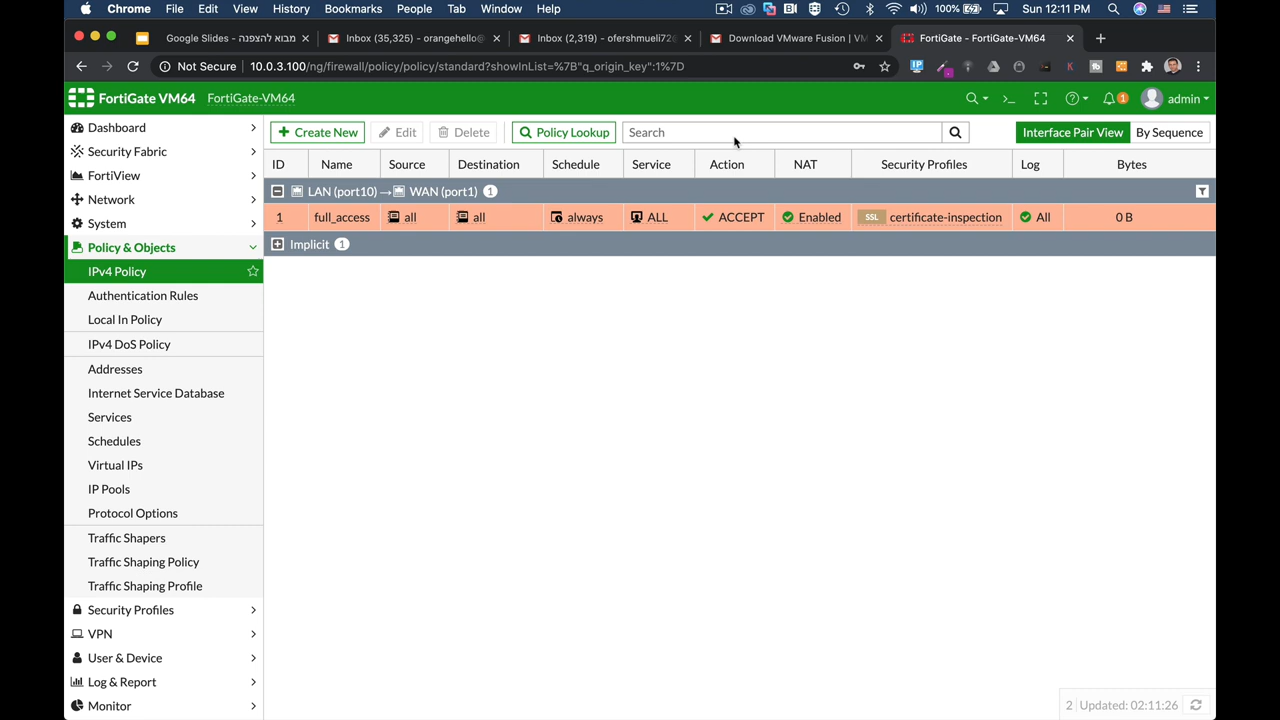 Chrome File Edit View History Bookmarks People Tab Window Help 100% Sun 12:11 PM
Google Slides - מבוא להצפנה Inbox (35,325) - orangehello@ Inbox (2,319) - ofershmueli72 Download VMware Fusion | VM FortiGate - FortiGate-VM64
Not Secure 10.0.3.100/ng/firewall/policy/policy/standard?showInList=%7B"q_origin_key":1%7D
FortiGate VM64 FortiGate-VM64 1 admin
Dashboard
Security Fabric
FortiView
Network
System
Policy & Objects
IPv4 Policy
Authentication Rules
Local In Policy
IPv4 DoS Policy
Addresses
Internet Service Database
Services
Schedules
Virtual IPs
IP Pools
Protocol Options
Traffic Shapers
Traffic Shaping Policy
Traffic Shaping Profile
Security Profiles
VPN
User & Device
Log & Report
Monitor
Create New Edit Delete Policy Lookup Search Interface Pair View By Sequence
ID Name Source Destination Schedule Service Action NAT Security Profiles Log Bytes
LAN (port10) → WAN (port1) 1
1 full_access all all always ALL ACCEPT Enabled SSL certificate-inspection All 0 B
Implicit 1
2 Updated: 02:11:26